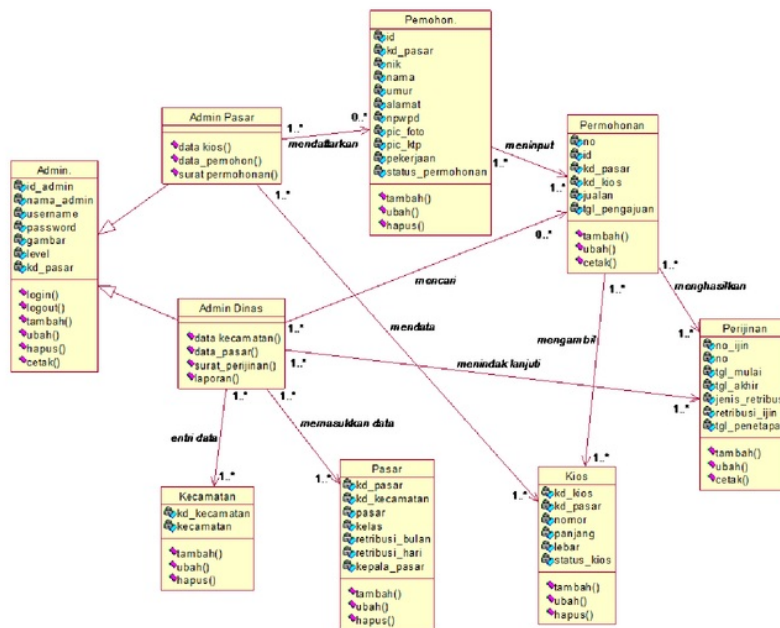 Pemohon.
id
kd_pasar
nik
nama
umur
alamat
npwpd
pic_foto
pic_ktp
pekerjaan
status_permohonan
tambah()
ubah()
hapus()
Admin Pasar
data kios()
data_pemohon()
surat permohonan()
1..*
0..*
mendaftarkan
1..*
Permohonan
no
id
kd_pasar
kd_kios
jualan
tgl_pengajuan
tambah()
ubah()
cetak()
1..*
meninput
1..*
0..*
1..*
1..*
Admin.
id_admin
nama_admin
username
password
gambar
level
kd_pasar
login()
logout()
tambah()
ubah()
hapus()
cetak()
Admin Dinas
data kecamatan()
data_pasar()
surat_perijinan()
laporan()
1..*
1..*
1..*
1..*
mencari
mendata
mengambil
menghasilkan
menindak lanjuti
1..*
1..*
Perijinan
no_ijin
no
tgl_mulai
tgl_akhir
jenis_retribus
retribusi_ijin
tgl_penetapa
tambah()
ubah()
cetak()
entri data
memasukkan data
1..*
1..*
1..*
1..*
Kecamatan
kd_kecamatan
kecamatan
tambah()
ubah()
hapus()
Pasar
kd_pasar
kd_kecamatan
pasar
kelas
retribusi_bulan
retribusi_hari
kepala_pasar
tambah()
ubah()
hapus()
Kios
kd_kios
kd_pasar
nomor
panjang
lebar
status_kios
tambah()
ubah()
hapus()